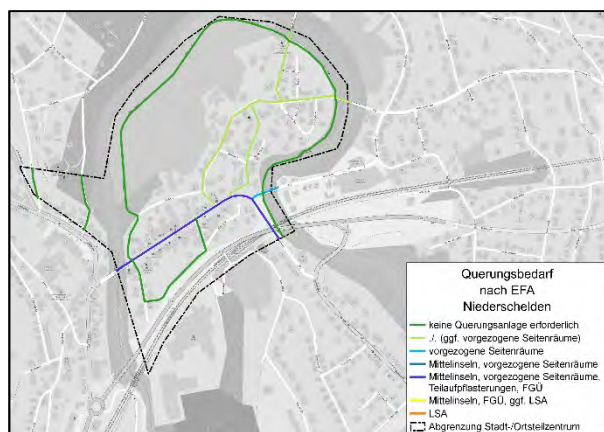 Querungsbedarf
nach EFA
Niederschelden
keine Querungsanlage erforderlich
./. (ggf. vorgezogene Seitenräume)
vorgezogene Seitenräume
Mittelinseln, vorgezogene Seitenräume
Mittelinseln, vorgezogene Seitenräume,
Teilaufpflasterungen, FGÜ
Mittelinseln, FGÜ, ggf. LSA
LSA
Abgrenzung Stadt-/Ortsteilzentrum